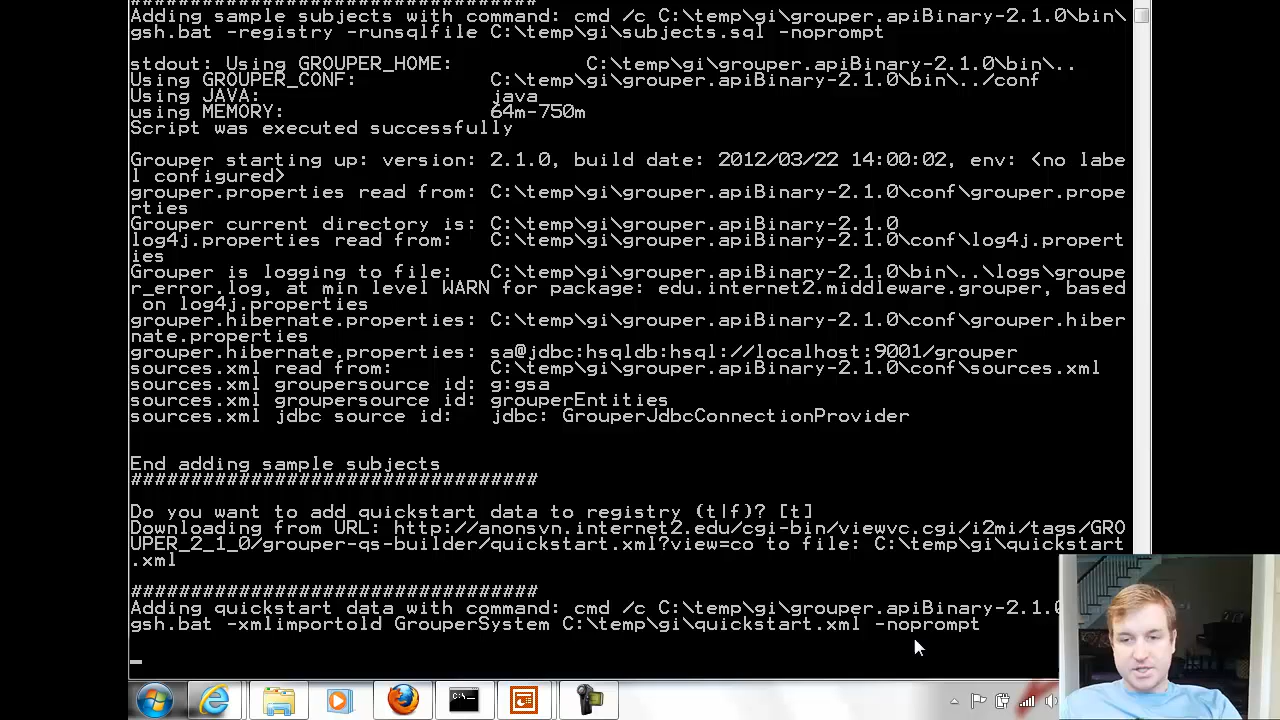 ################################
Adding sample subjects with command: cmd /c C:\temp\gi\grouper.apiBinary-2.1.0\bin\
gsh.bat -registry -runsqlfile C:\temp\gi\subjects.sql -noprompt
stdout: Using GROUPER_HOME:           C:\temp\gi\grouper.apiBinary-2.1.0\bin\..
Using GROUPER_CONF:           C:\temp\gi\grouper.apiBinary-2.1.0\bin\../conf
Using JAVA:                   java
using MEMORY:                 64m-750m
Script was executed successfully
Grouper starting up: version: 2.1.0, build date: 2012/03/22 14:00:02, env: <no labe
l configured>
grouper.properties read from: C:\temp\gi\grouper.apiBinary-2.1.0\conf\grouper.prope
rties
Grouper current directory is: C:\temp\gi\grouper.apiBinary-2.1.0
log4j.properties read from:   C:\temp\gi\grouper.apiBinary-2.1.0\conf\log4j.propert
ies
Grouper is logging to file:   C:\temp\gi\grouper.apiBinary-2.1.0\bin\..\logs\groupe
r_error.log, at min level WARN for package: edu.internet2.middleware.grouper, based
 on log4j.properties
grouper.hibernate.properties: C:\temp\gi\grouper.apiBinary-2.1.0\conf\grouper.hiber
nate.properties
grouper.hibernate.properties: sa@jdbc:hsqldb:hsql://localhost:9001/grouper
sources.xml read from:        C:\temp\gi\grouper.apiBinary-2.1.0\conf\sources.xml
sources.xml groupersource id: g:gsa
sources.xml groupersource id: grouperEntities
sources.xml jdbc source id:   jdbc: GrouperJdbcConnectionProvider
End adding sample subjects
##################################
Do you want to add quickstart data to registry (t|f)? [t]
Downloading from URL: http://anonsvn.internet2.edu/cgi-bin/viewvc.cgi/i2mi/tags/GRO
UPER_2_1_0/grouper-qs-builder/quickstart.xml?view=co to file: C:\temp\gi\quickstart
.xml
##################################
Adding quickstart data with command: cmd /c C:\temp\gi\grouper.apiBinary-2.1.0
gsh.bat -xmlimportold GrouperSystem C:\temp\gi\quickstart.xml -noprompt